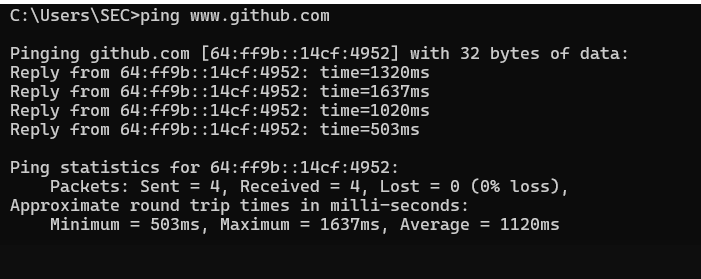 C:\Users\SEC>ping www.github.com
Pinging github.com [64:ff9b::14cf:4952] with 32 bytes of data:
Reply from 64:ff9b::14cf:4952: time=1320ms
Reply from 64:ff9b::14cf:4952: time=1637ms
Reply from 64:ff9b::14cf:4952: time=1020ms
Reply from 64:ff9b::14cf:4952: time=503ms
Ping statistics for 64:ff9b::14cf:4952:
    Packets: Sent = 4, Received = 4, Lost = 0 (0% loss),
Approximate round trip times in milli-seconds:
    Minimum = 503ms, Maximum = 1637ms, Average = 1120ms